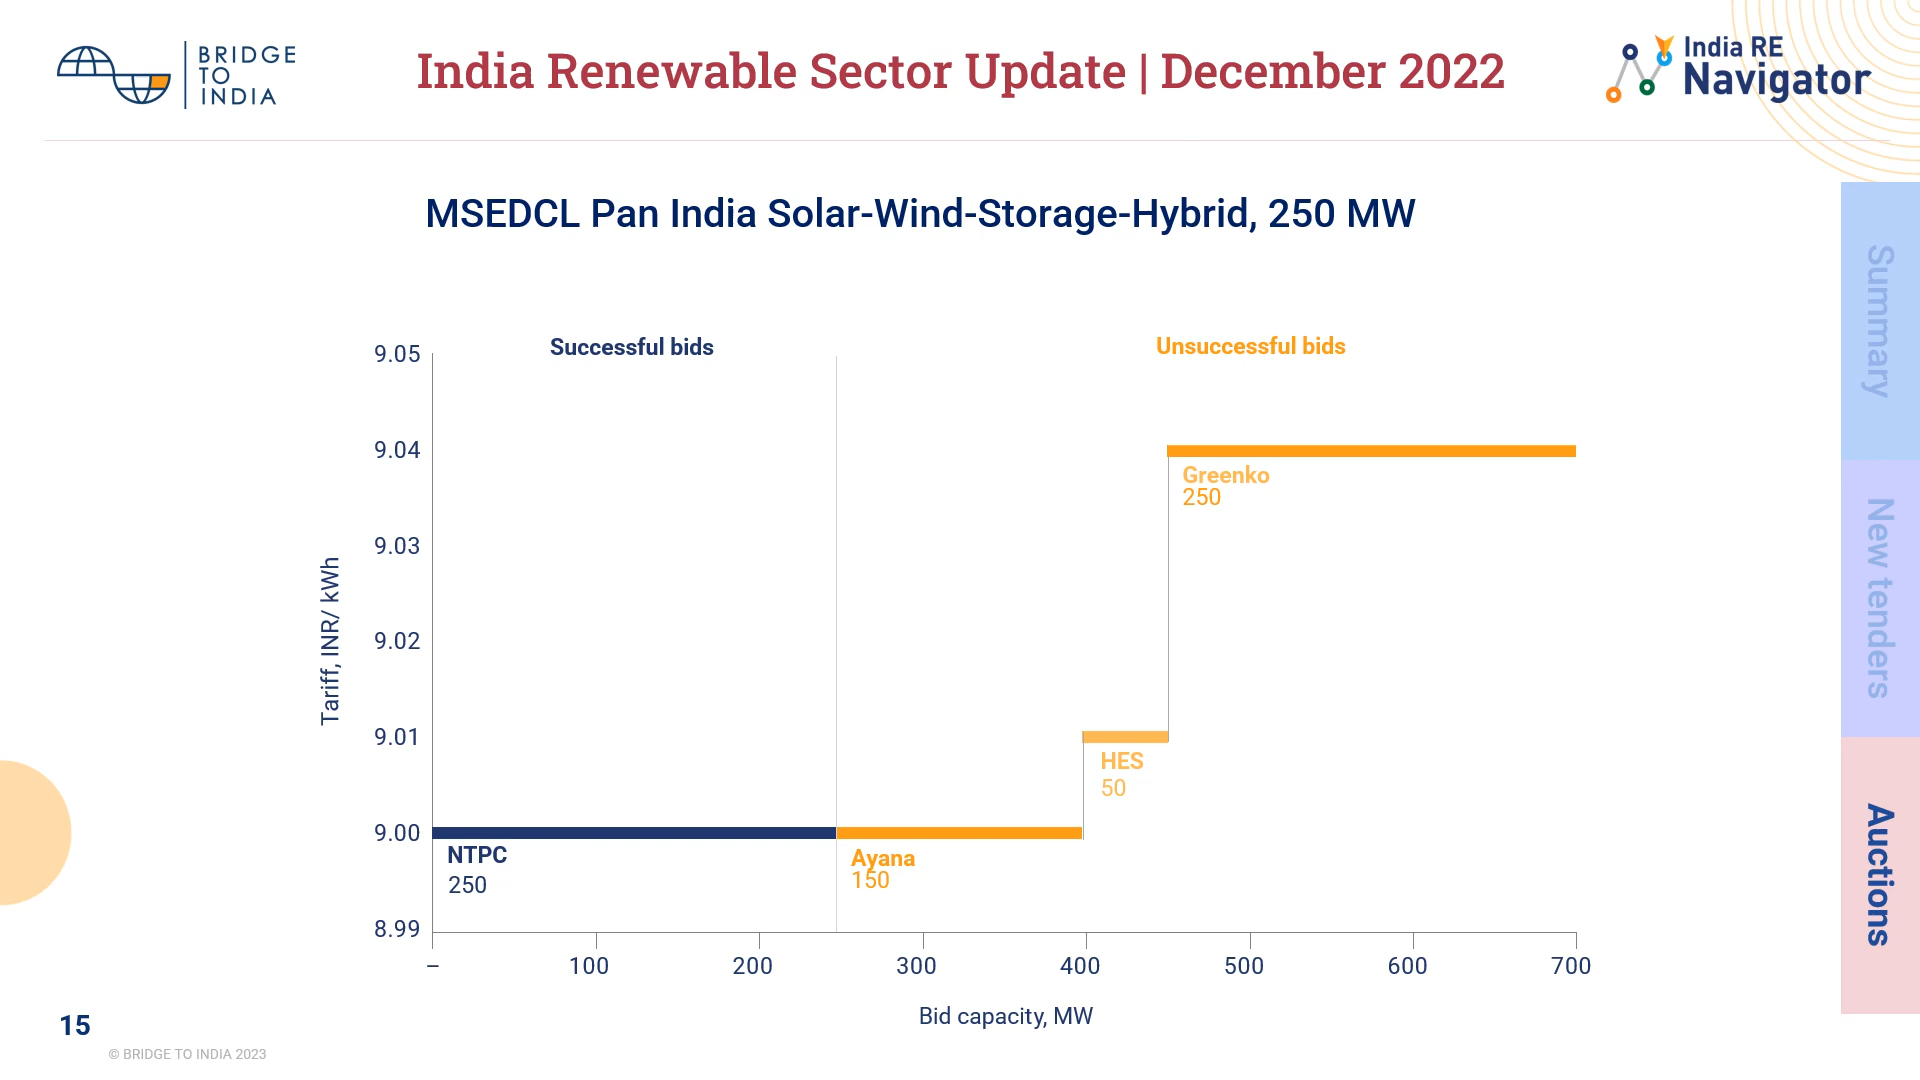 BRIDGE
TO
INDIA
India Renewable Sector Update | December 2022
India RE
Navigator
MSEDCL Pan India Solar-Wind-Storage-Hybrid, 250 MW
Summary
New tenders
Auctions
Successful bids
Unsuccessful bids
Tariff, INR/ kWh
9.05
9.04
9.03
9.02
9.01
9.00
8.99
Greenko
250
HES
50
NTPC
250
Ayana
150
–
100
200
300
400
500
600
700
Bid capacity, MW
15
© BRIDGE TO INDIA 2023